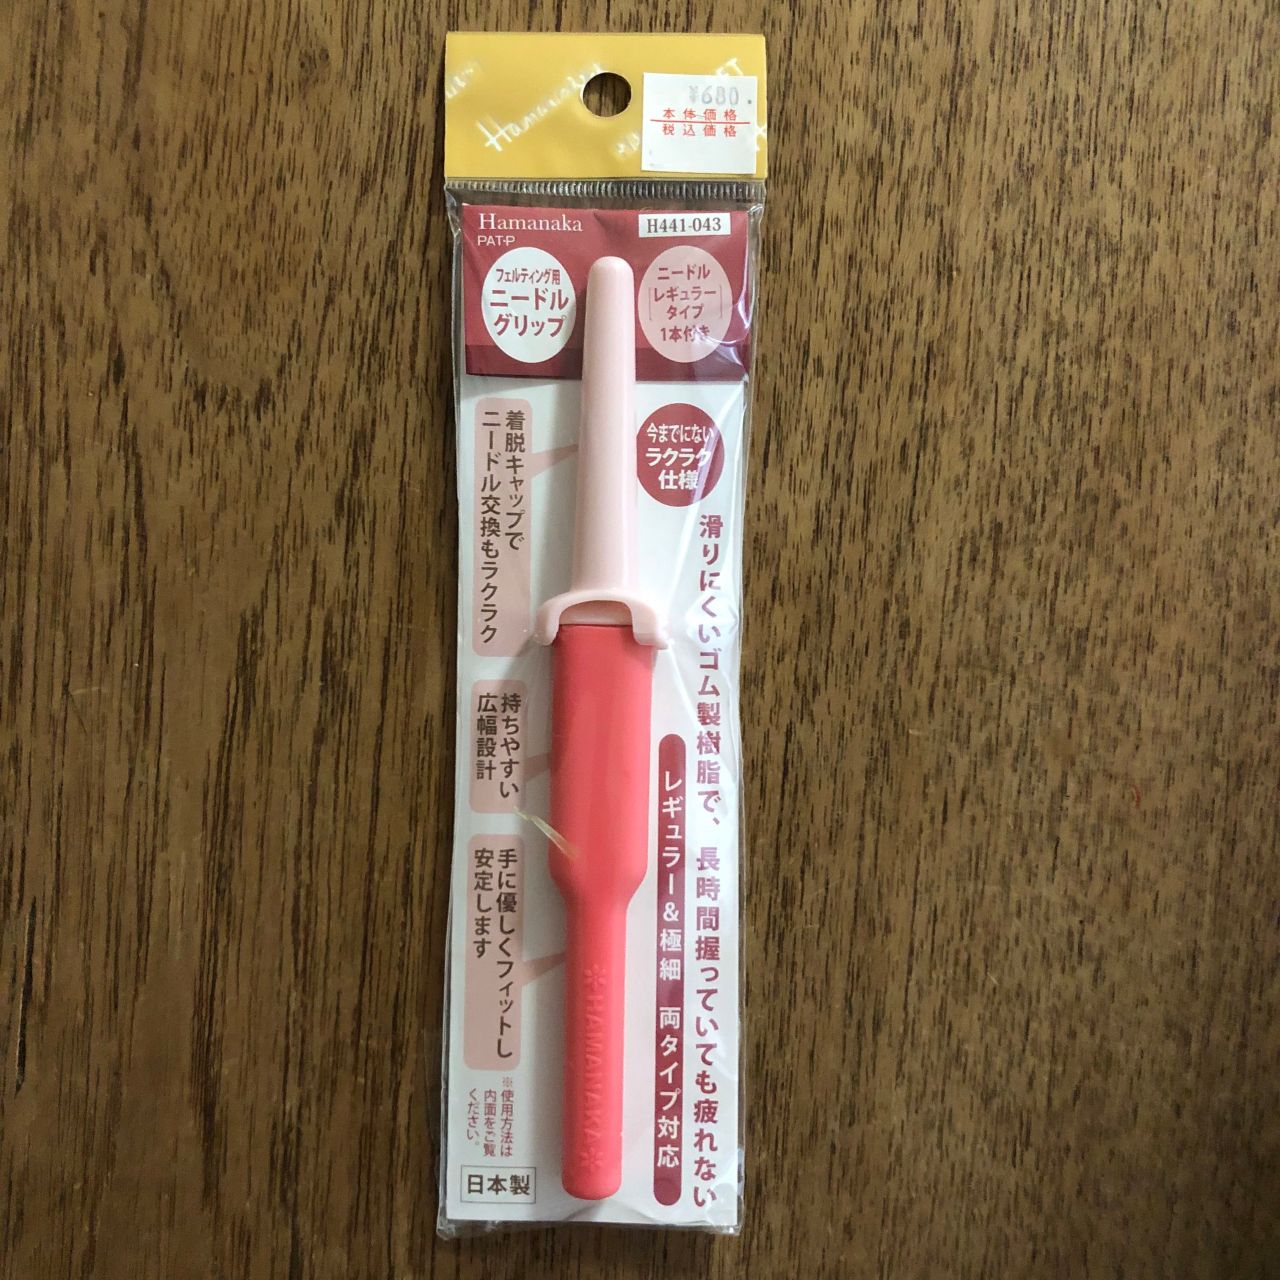 Hamanaka
¥680
本体価格
税込価格
Hamanaka
PAT-P
H441-043
フェルティング用
ニードル
グリップ
ニードル
レギュラー
タイプ
1本付き
今までにない
ラクラク
仕様
着脱キャップで
ニードル交換もラクラク
持ちやすい
広幅設計
手に優しくフィットし
安定します
滑りにくいゴム製樹脂で、長時間握っていても疲れない
レギュラー&極細 両タイプ対応
HAMANAKA
※使用方法は
内面をご覧
ください。
日本製